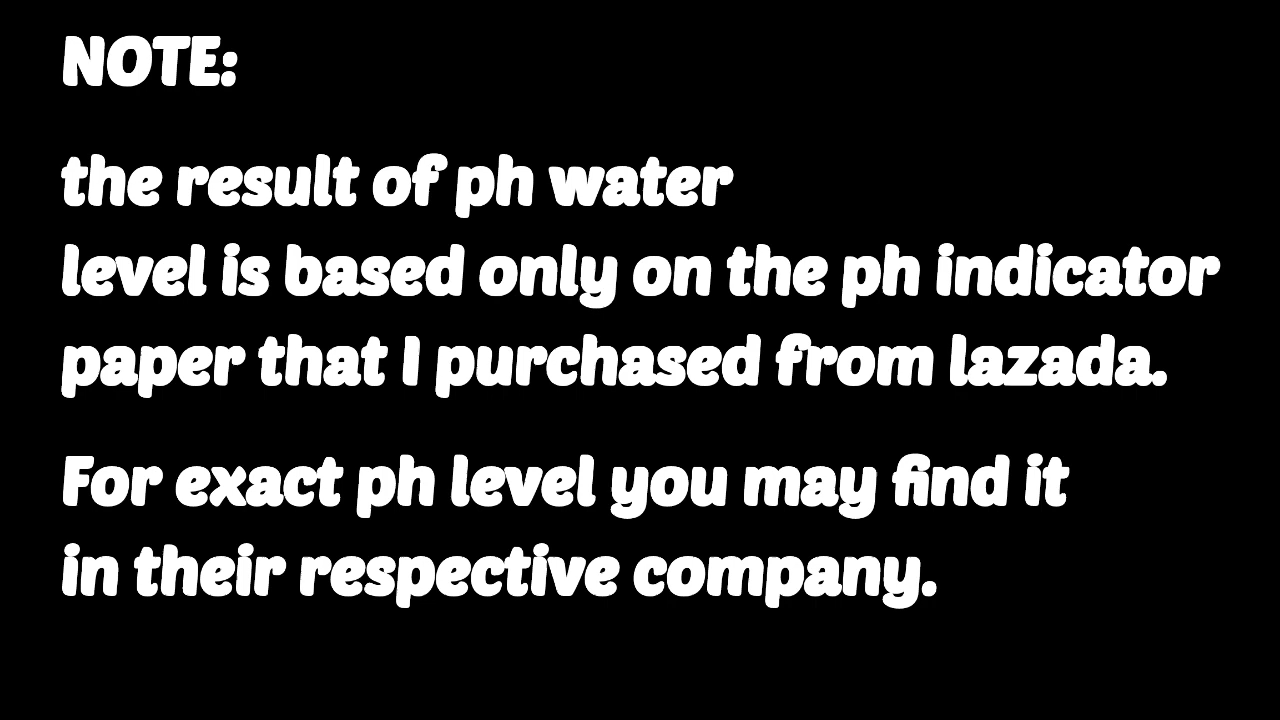 NOTE:
the result of ph water
level is based only on the ph indicator
paper that I purchased from lazada.
For exact ph level you may find it
in their respective company.